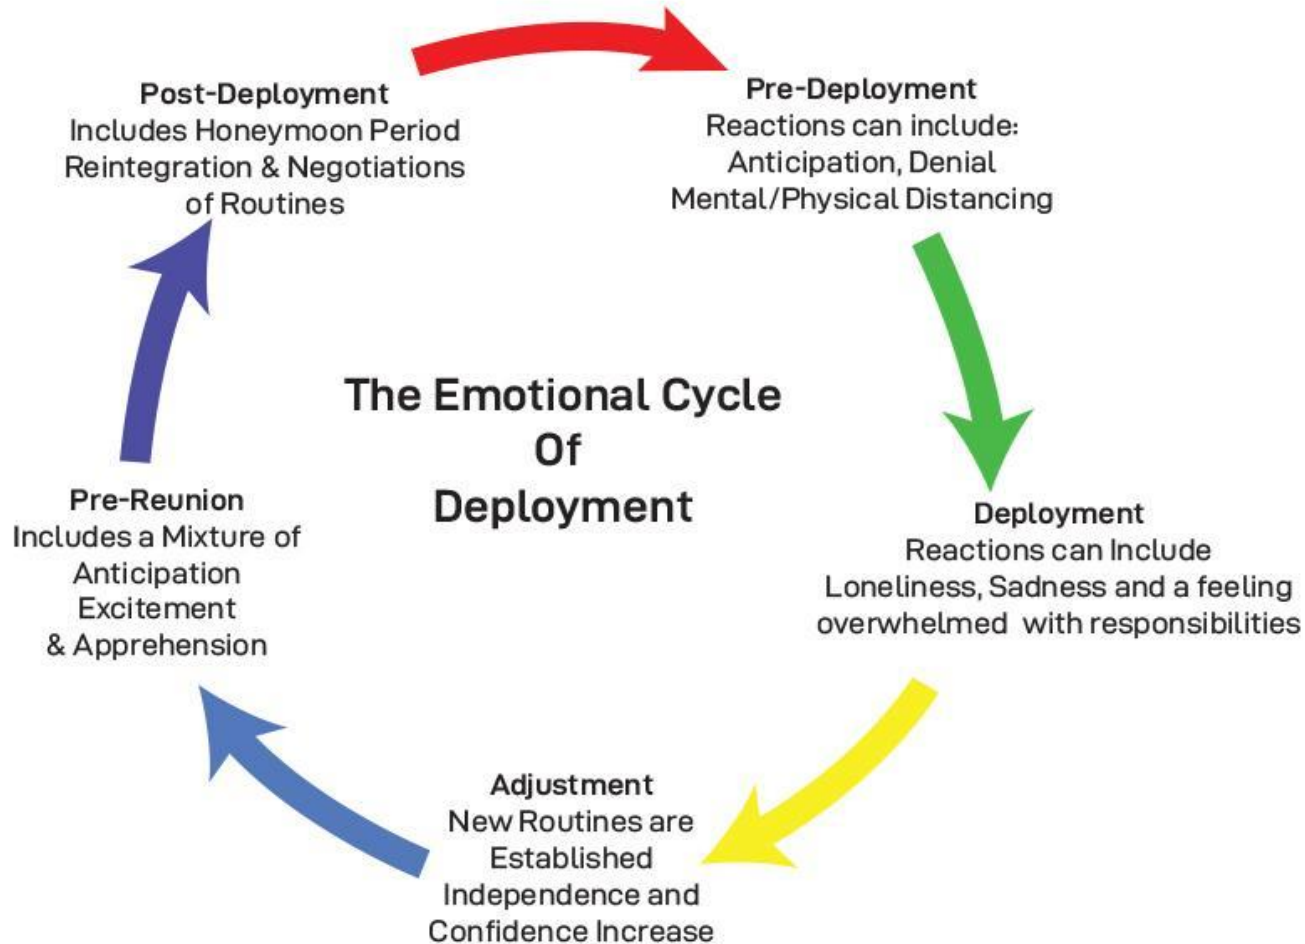 The Emotional Cycle
Of
Deployment
Pre-Deployment
Reactions can include:
Anticipation, Denial
Mental/Physical Distancing
Deployment
Reactions can Include
Loneliness, Sadness and a feeling
overwhelmed with responsibilities
Adjustment
New Routines are
Established
Independence and
Confidence Increase
Pre-Reunion
Includes a Mixture of
Anticipation
Excitement
& Apprehension
Post-Deployment
Includes Honeymoon Period
Reintegration & Negotiations
of Routines